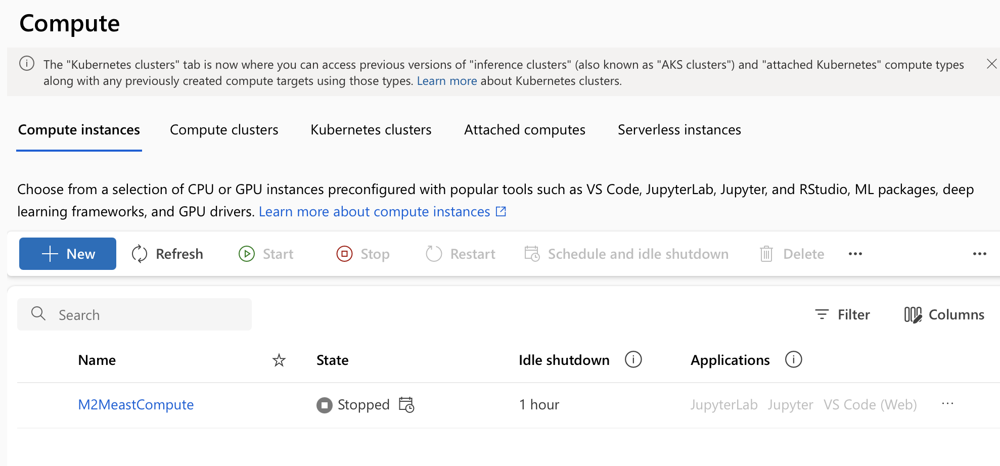 Compute
The "Kubernetes clusters" tab is now where you can access previous versions of "inference clusters" (also known as "AKS clusters") and "attached Kubernetes" compute types
along with any previously created compute targets using those types. Learn more about Kubernetes clusters.
Compute instances Compute clusters Kubernetes clusters Attached computes Serverless instances
Choose from a selection of CPU or GPU instances preconfigured with popular tools such as VS Code, JupyterLab, Jupyter, and RStudio, ML packages, deep
learning frameworks, and GPU drivers. Learn more about compute instances
New Refresh Start Stop Restart Schedule and idle shutdown Delete
Search Filter Columns
Name State Idle shutdown Applications
M2MeastCompute Stopped 1 hour JupyterLab Jupyter VS Code (Web)